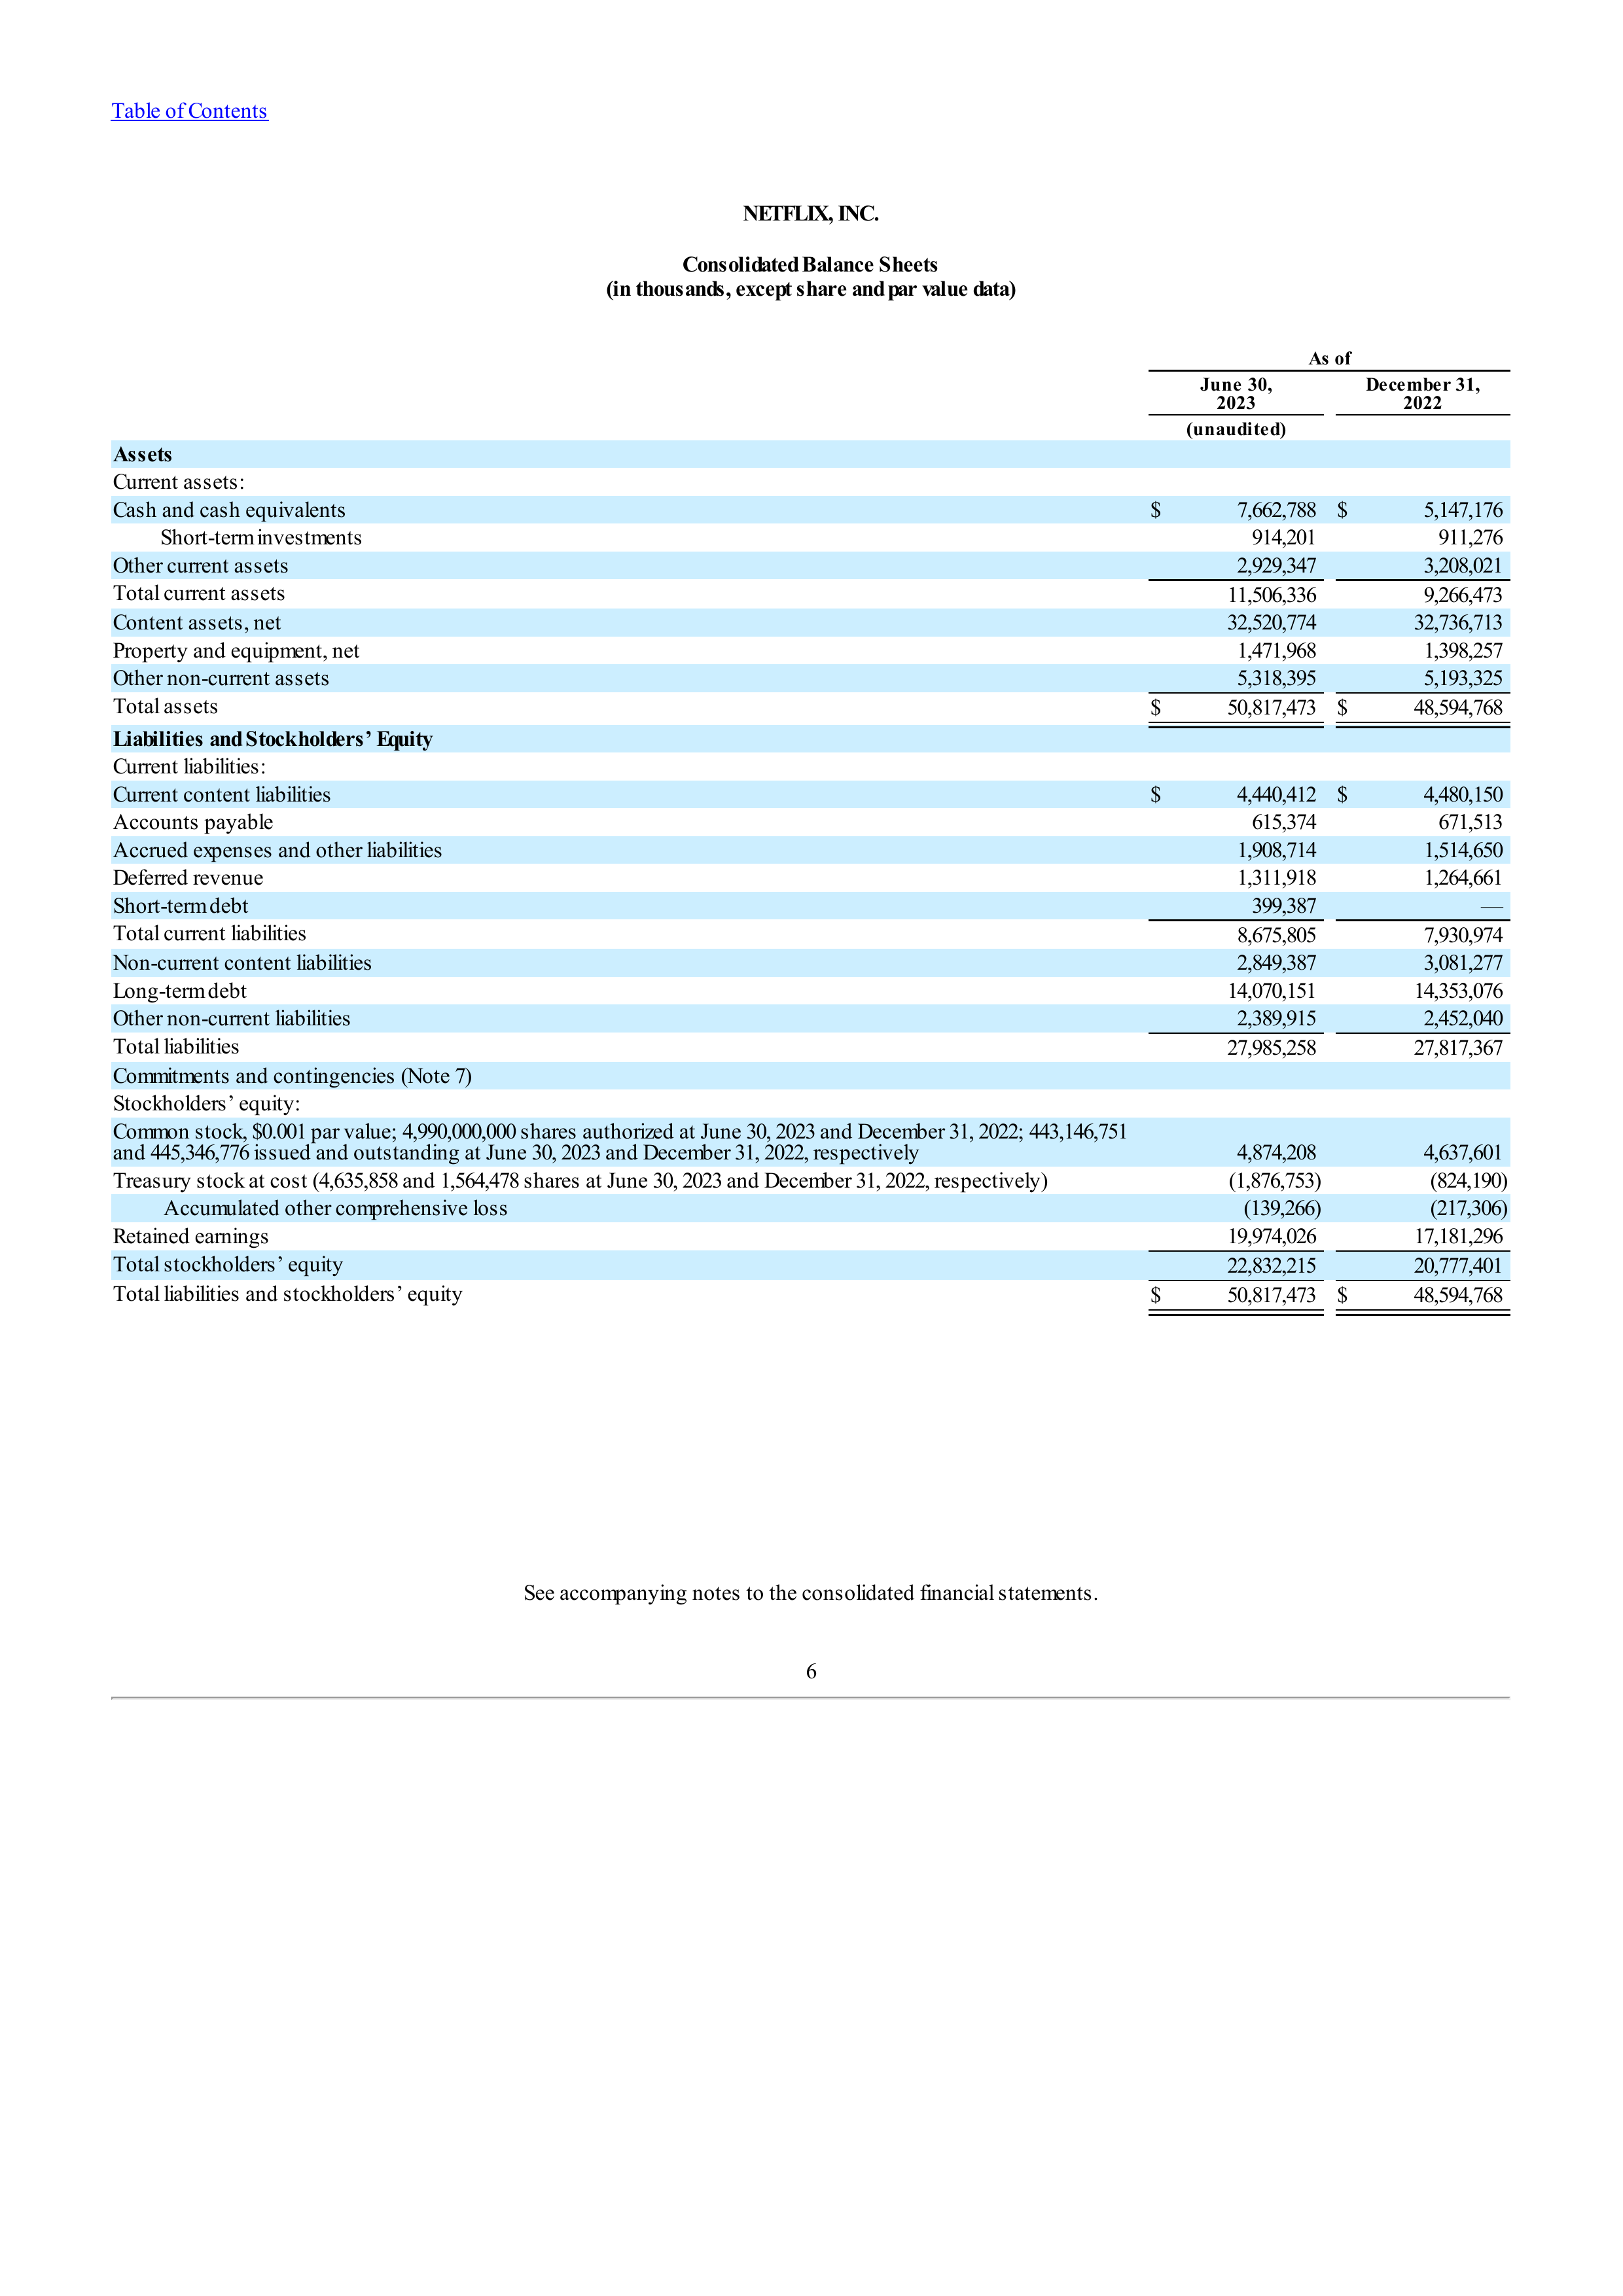 Table of Contents
NETFLIX, INC.
Consolidated Balance Sheets
(in thousands, except share and par value data)
As of
June 30, 2023 December 31, 2022
(unaudited)
Assets
Current assets:
Cash and cash equivalents $ 7,662,788 $ 5,147,176
Short-term investments 914,201 911,276
Other current assets 2,929,347 3,208,021
Total current assets 11,506,336 9,266,473
Content assets, net 32,520,774 32,736,713
Property and equipment, net 1,471,968 1,398,257
Other non-current assets 5,318,395 5,193,325
Total assets $ 50,817,473 $ 48,594,768
Liabilities and Stockholders’ Equity
Current liabilities:
Current content liabilities $ 4,440,412 $ 4,480,150
Accounts payable 615,374 671,513
Accrued expenses and other liabilities 1,908,714 1,514,650
Deferred revenue 1,311,918 1,264,661
Short-term debt 399,387 —
Total current liabilities 8,675,805 7,930,974
Non-current content liabilities 2,849,387 3,081,277
Long-term debt 14,070,151 14,353,076
Other non-current liabilities 2,389,915 2,452,040
Total liabilities 27,985,258 27,817,367
Commitments and contingencies (Note 7)
Stockholders’ equity:
Common stock, $0.001 par value; 4,990,000,000 shares authorized at June 30, 2023 and December 31, 2022; 443,146,751
and 445,346,776 issued and outstanding at June 30, 2023 and December 31, 2022, respectively 4,874,208 4,637,601
Treasury stock at cost (4,635,858 and 1,564,478 shares at June 30, 2023 and December 31, 2022, respectively) (1,876,753) (824,190)
Accumulated other comprehensive loss (139,266) (217,306)
Retained earnings 19,974,026 17,181,296
Total stockholders’ equity 22,832,215 20,777,401
Total liabilities and stockholders’ equity $ 50,817,473 $ 48,594,768
See accompanying notes to the consolidated financial statements.
6